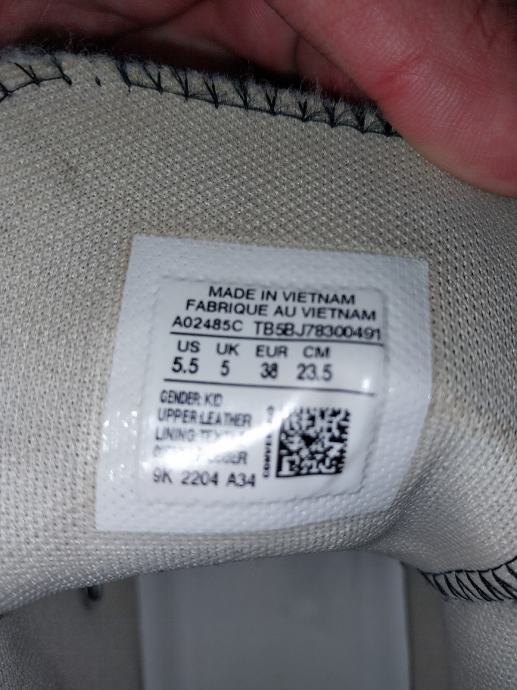 MADE IN VIETNAM
FABRIQUE AU VIETNAM
A02485C TB5BJ78300491
US UK EUR CM
5.5 5 38 23.5
GENDER:KID
UPPER:LEATHER
LINING:
9K 2204 A34